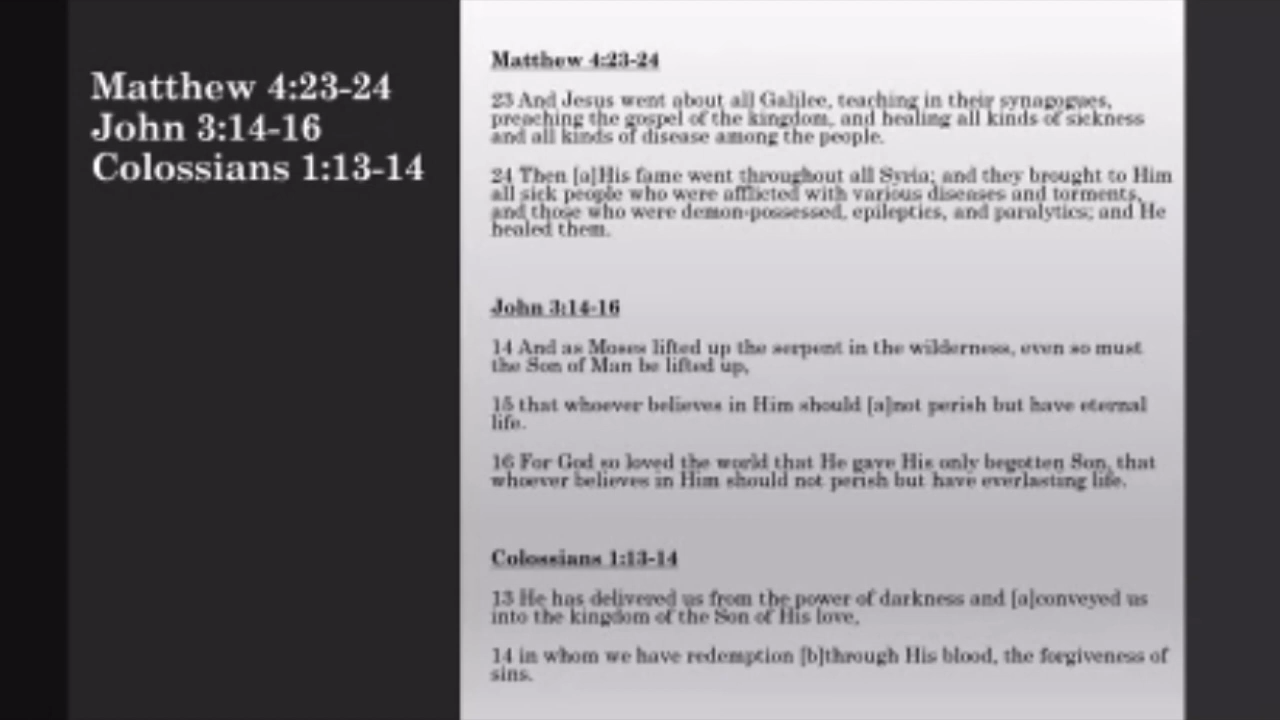 Matthew 4:23-24
John 3:14-16
Colossians 1:13-14
Matthew 4:23-24
23 And Jesus went about all Galilee, teaching in their synagogues,
preaching the gospel of the kingdom, and healing all kinds of sickness
and all kinds of disease among the people.
24 Then [a]His fame went throughout all Syria; and they brought to Him
all sick people who were afflicted with various diseases and torments,
and those who were demon-possessed, epileptics, and paralytics; and He
healed them.
John 3:14-16
14 And as Moses lifted up the serpent in the wilderness, even so must
the Son of Man be lifted up,
15 that whoever believes in Him should [a]not perish but have eternal
life.
16 For God so loved the world that He gave His only begotten Son, that
whoever believes in Him should not perish but have everlasting life.
Colossians 1:13-14
13 He has delivered us from the power of darkness and [a]conveyed us
into the kingdom of the Son of His love,
14 in whom we have redemption [b]through His blood, the forgiveness of
sins.